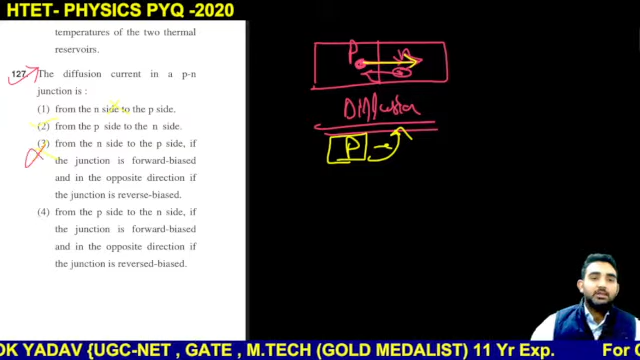 HTET- PHYSICS PYQ -2020
temperatures of the two thermal
reservoirs.
127. The diffusion current in a p-n
junction is :
(1) from the n side to the p side.
(2) from the p side to the n side.
(3) from the n side to the p side, if
the junction is forward-biased
and in the opposite direction if
the junction is reverse-biased.
(4) from the p side to the n side, if
the junction is forward-biased
and in the opposite direction if
the junction is reversed-biased.
P
Diffusion
P
OK YADAV {UGC-NET , GATE , M.TECH (GOLD MEDALIST) 11 Yr Exp. For